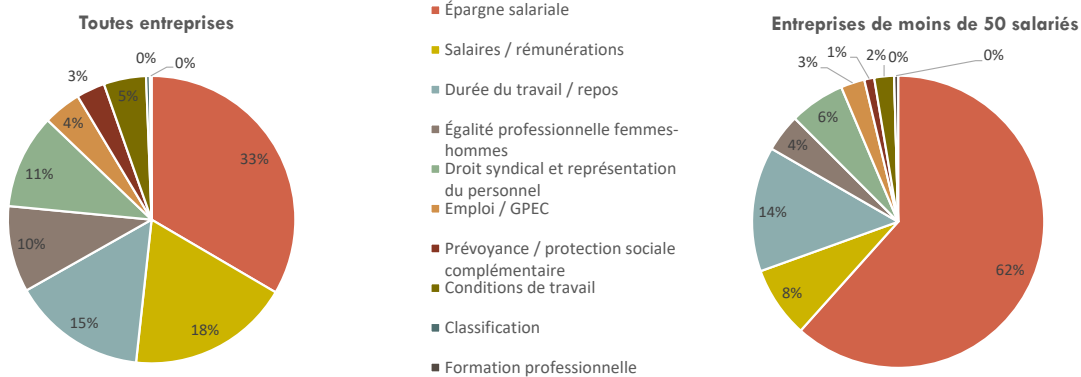 Toutes entreprises
0%
0%
3%
5%
4%
11%
10%
15%
18%
33%
Épargne salariale
Salaires / rémunérations
Durée du travail / repos
Égalité professionnelle femmes-
hommes
Droit syndical et représentation
du personnel
Emploi / GPEC
Prévoyance / protection sociale
complémentaire
Conditions de travail
Classification
Formation professionnelle
Entreprises de moins de 50 salariés
0%
1%
2%
0%
3%
6%
4%
14%
8%
62%